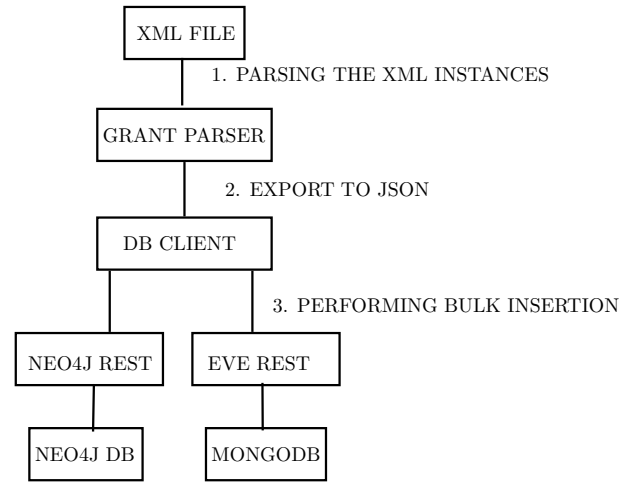 XML FILE
1. PARSING THE XML INSTANCES
GRANT PARSER
2. EXPORT TO JSON
DB CLIENT
3. PERFORMING BULK INSERTION
NEO4J REST
EVE REST
NEO4J DB
MONGODB